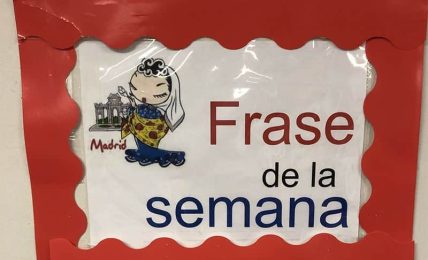 Madrid
Frase
de la
semana